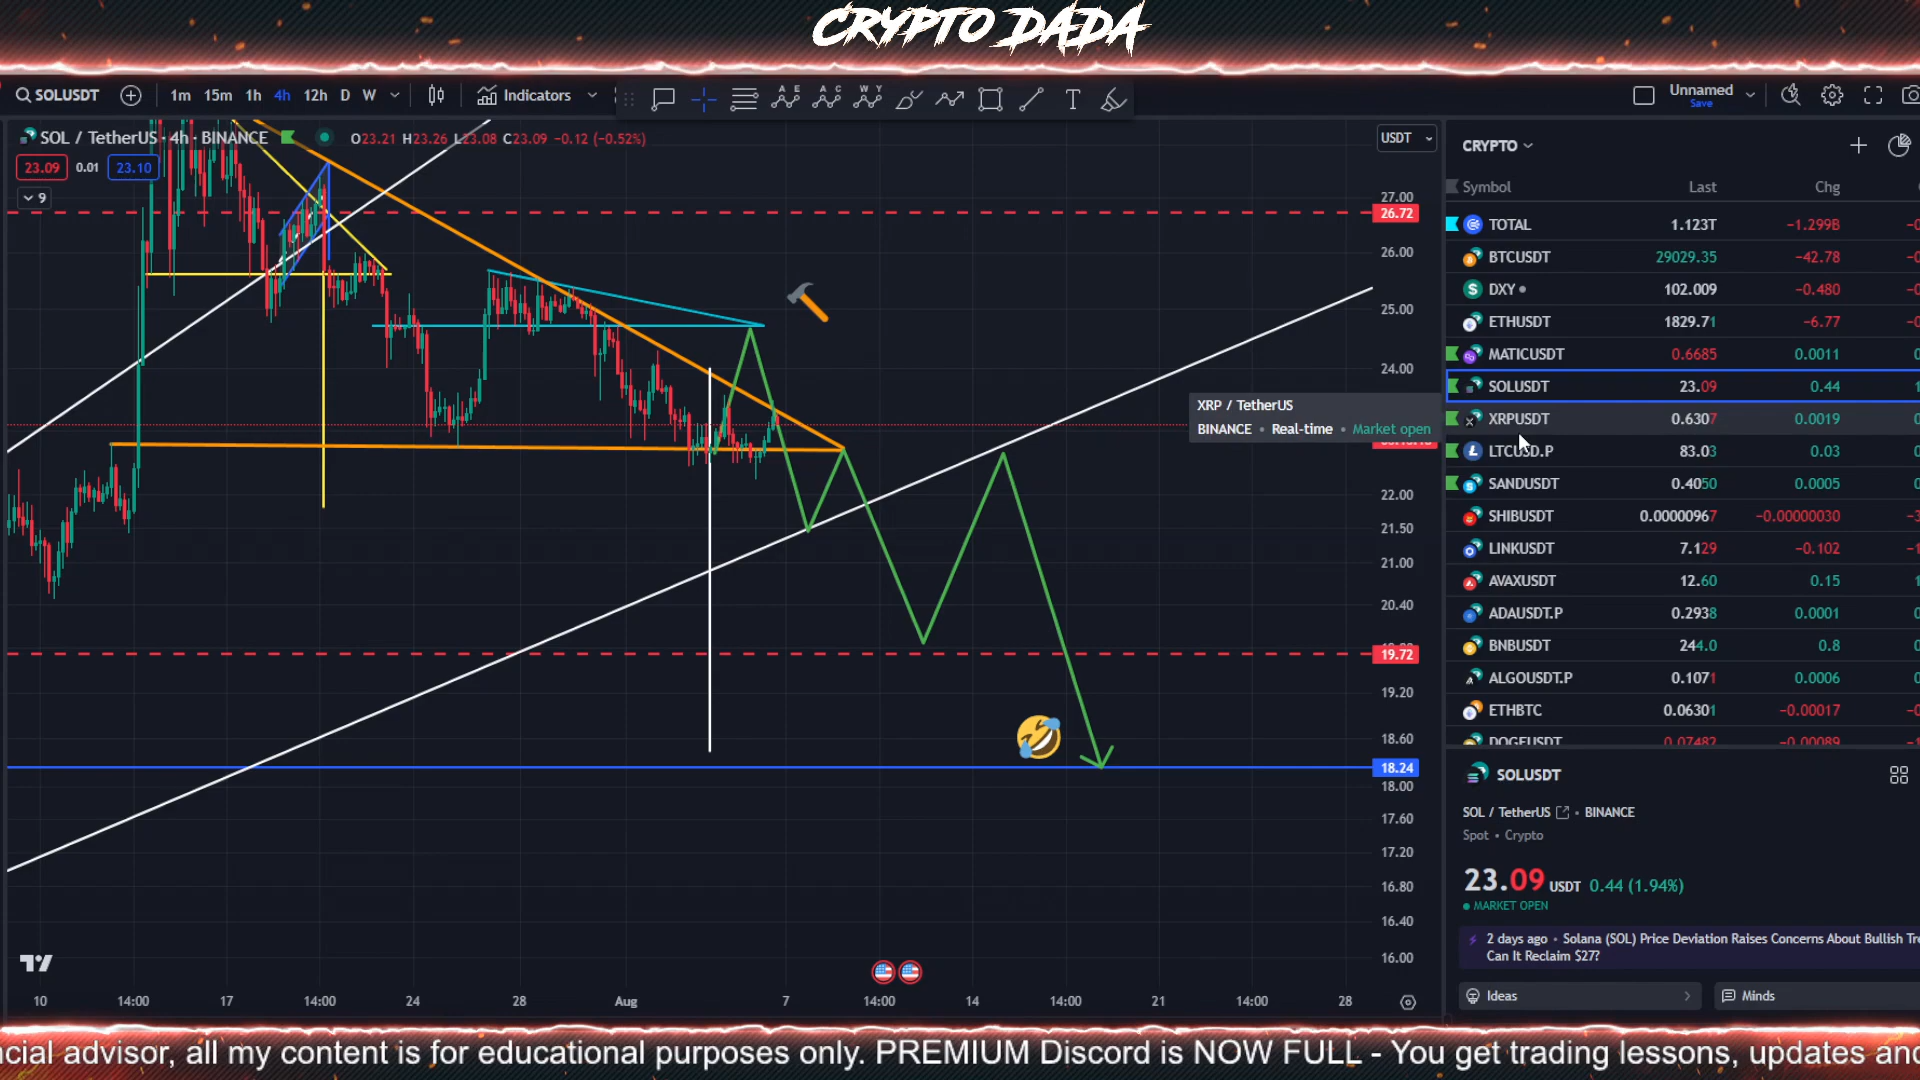 CRYPTO DADA
SOLUSDT 1m 15m 1h 4h 12h D W Indicators
Unnamed
Save
SOL / TetherUS · 4h · BINANCE O23.21 H23.26 L23.08 C23.09 −0.12 (−0.52%)
23.09 0.01 23.10
9
USDT
27.00
26.72
26.00
25.00
24.00
22.00
21.50
21.00
20.40
19.72
19.20
18.60
18.24
18.00
17.60
17.20
16.80
16.40
16.00
10 14:00 17 14:00 24 28 Aug 7 14:00 14 14:00 21 14:00 28
XRP / TetherUS
BINANCE • Real-time • Market open
CRYPTO
Symbol Last Chg
TOTAL 1.123T −1.299B
BTCUSDT 29029.35 −42.78
DXY 102.009 −0.480
ETHUSDT 1829.71 −6.77
MATICUSDT 0.6685 0.0011
SOLUSDT 23.09 0.44
XRPUSDT 0.6307 0.0019
LTCUSD.P 83.03 0.03
SANDUSDT 0.4050 0.0005
SHIBUSDT 0.00000967 −0.00000030
LINKUSDT 7.129 −0.102
AVAXUSDT 12.60 0.15
ADAUSDT.P 0.2938 0.0001
BNBUSDT 244.0 0.8
ALGOUSDT.P 0.1071 0.0006
ETHBTC 0.06301 −0.00017
DOGEUSDT 0.07482 −0.00089
SOLUSDT
SOL / TetherUS • BINANCE
Spot • Crypto
23.09 USDT 0.44 (1.94%)
MARKET OPEN
2 days ago • Solana (SOL) Price Deviation Raises Concerns About Bullish Tre
Can It Reclaim $27?
Ideas Minds
ncial advisor, all my content is for educational purposes only. PREMIUM Discord is NOW FULL - You get trading lessons, updates and